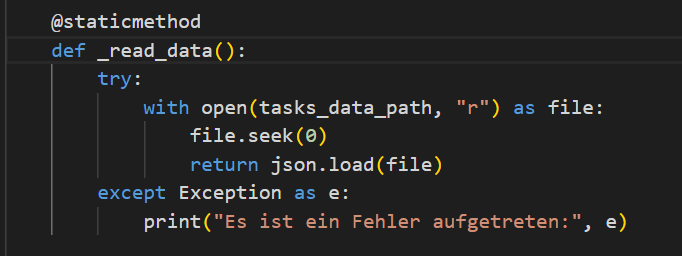 @staticmethod
def _read_data():
try:
with open(tasks_data_path, "r") as file:
file.seek(0)
return json.load(file)
except Exception as e:
print("Es ist ein Fehler aufgetreten:", e)